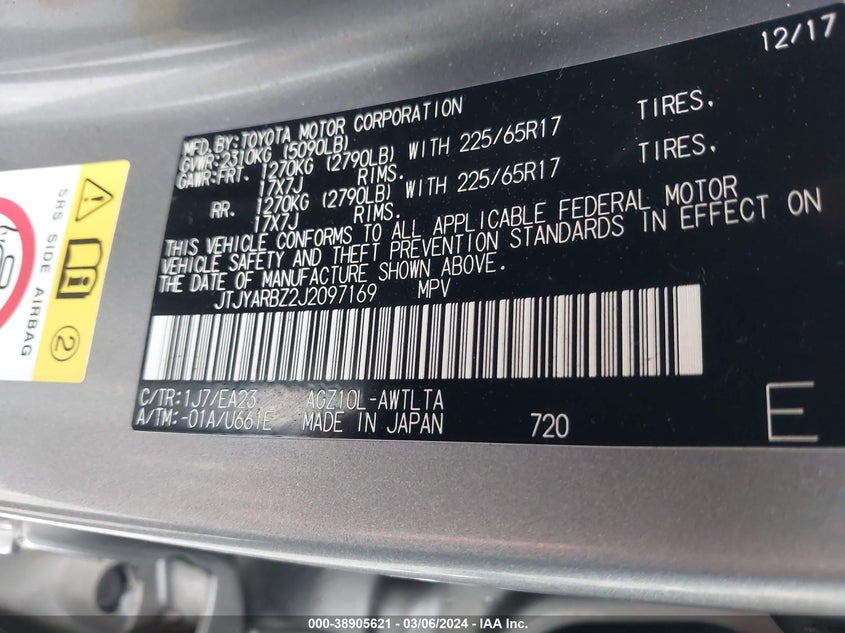 12/17
MFD.BY:TOYOTA MOTOR CORPORATION
GVWR:2310KG (5090LB)
GAWR:FRT. 1270KG (2790LB) WITH 225/65R17 TIRES,
17X7J RIMS.
RR. 1270KG (2790LB) WITH 225/65R17 TIRES,
17X7J RIMS.
THIS VEHICLE CONFORMS TO ALL APPLICABLE FEDERAL MOTOR
VEHICLE SAFETY AND THEFT PREVENTION STANDARDS IN EFFECT ON
THE DATE OF MANUFACTURE SHOWN ABOVE.
JTJYARBZ2J2097169 MPV
C/TR:1J7/EA23 AGZ10L-AWTLTA
A/TM:-01A/U661E MADE IN JAPAN 720 E
SRS SIDE AIRBAG
2
000-38905621 - 03/06/2024 - IAA Inc.